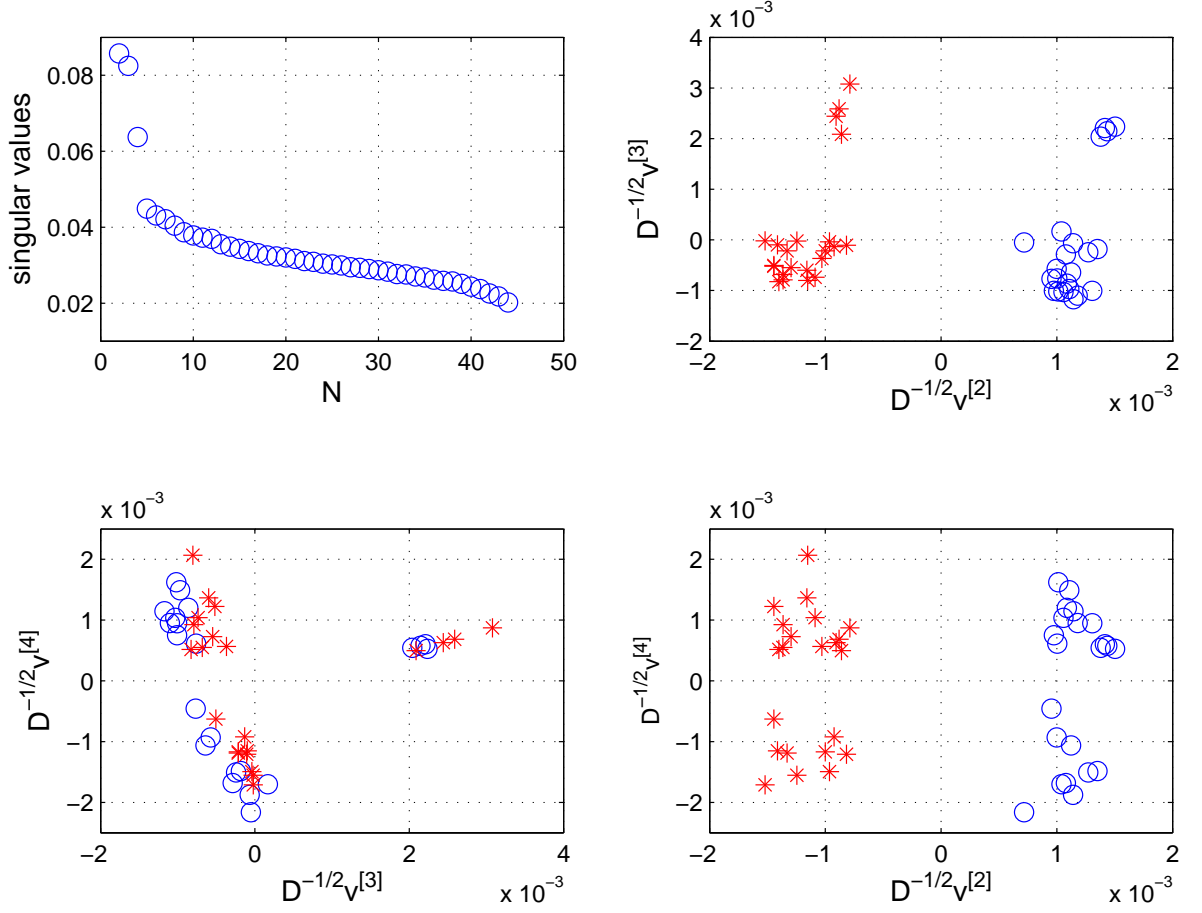 singular values
0.08
0.06
0.04
0.02
0 10 20 30 40 50
N
x 10⁻³
D⁻¹/²v[3]
4
3
2
1
0
−1
−2
−2 −1 0 1 2
D⁻¹/²v[2]
x 10⁻³
x 10⁻³
D⁻¹/²v[4]
2
1
0
−1
−2
−2 0 2 4
D⁻¹/²v[3]
x 10⁻³
x 10⁻³
D⁻¹/²v[4]
2
1
0
−1
−2
−2 −1 0 1 2
D⁻¹/²v[2]
x 10⁻³